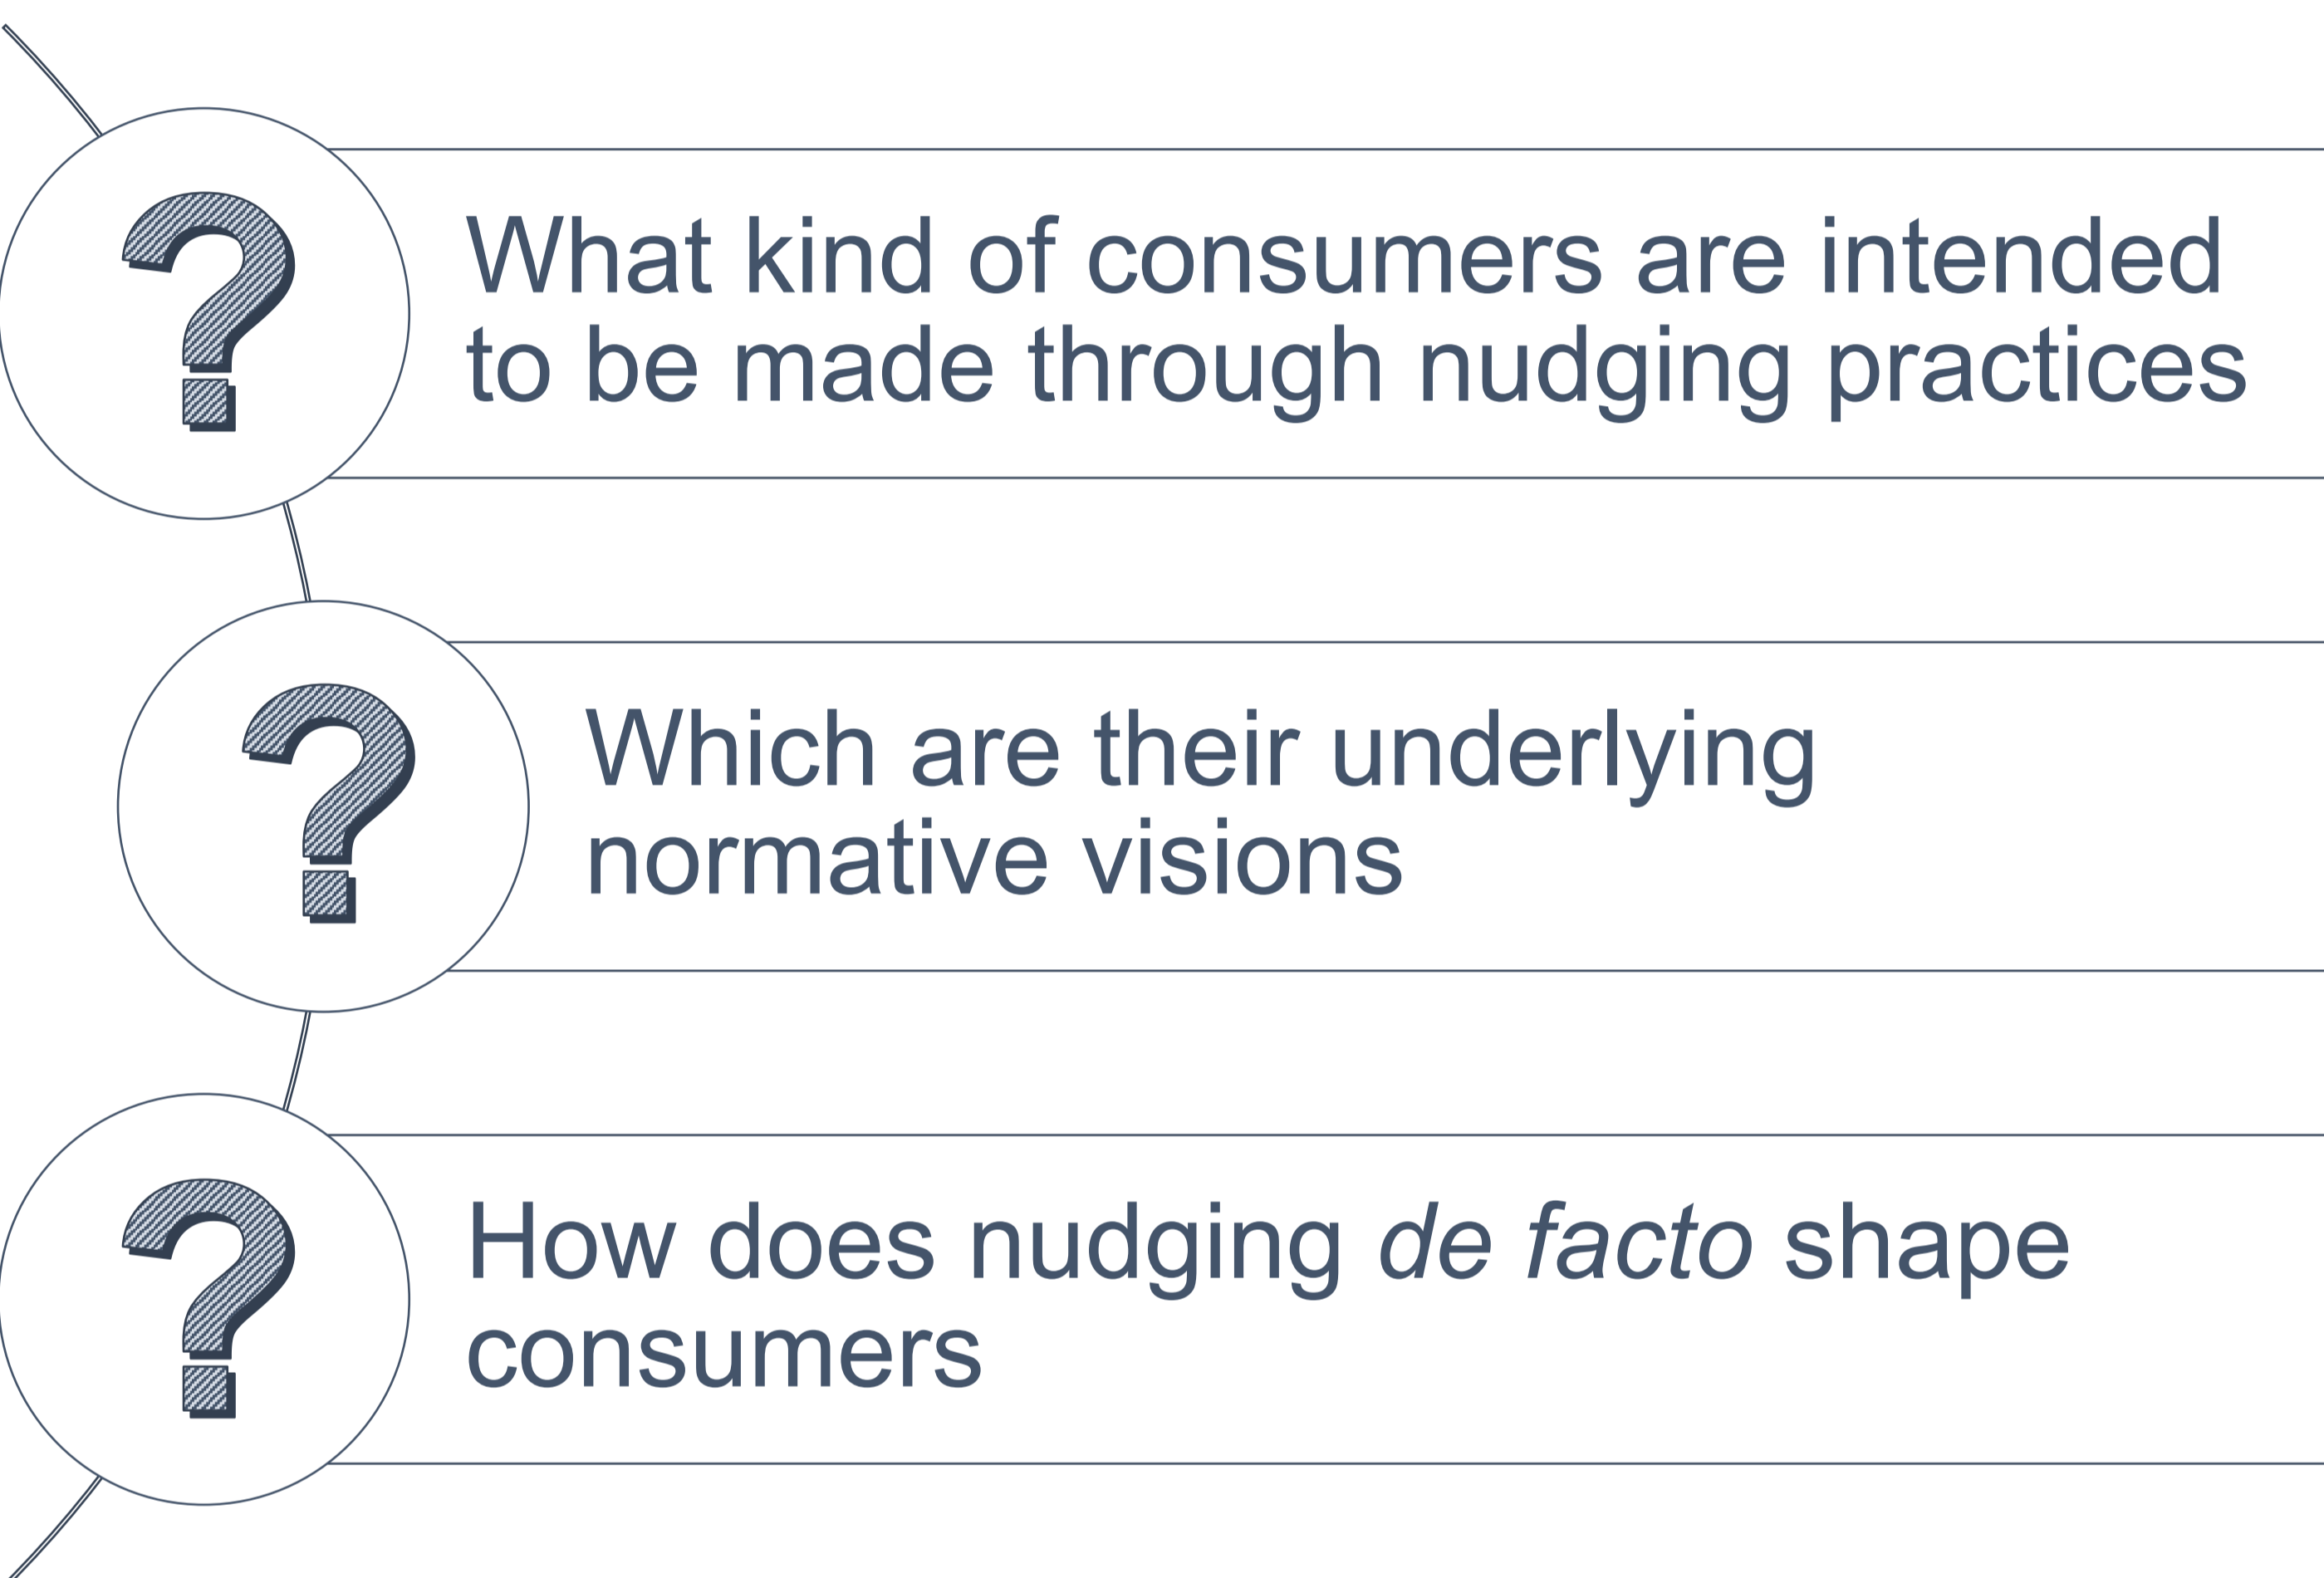 ?
What kind of consumers are intended
to be made through nudging practices
?
Which are their underlying
normative visions
?
How does nudging de facto shape
consumers